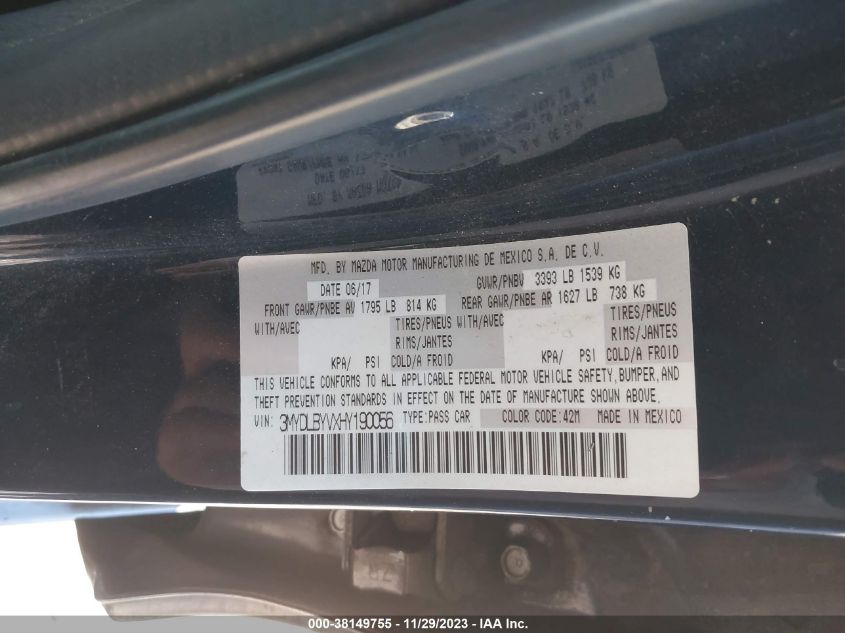 MFD. BY MAZDA MOTOR MANUFACTURING DE MEXICO S.A. DE C.V.
DATE 06/17 GVWR/PNBV 3393 LB 1539 KG
FRONT GAWR/PNBE AV 1795 LB 814 KG REAR GAWR/PNBE AR 1627 LB 738 KG
WITH/AVEC TIRES/PNEUS WITH/AVEC TIRES/PNEUS
RIMS/JANTES RIMS/JANTES
KPA/ PSI COLD/A FROID KPA/ PSI COLD/A FROID
THIS VEHICLE CONFORMS TO ALL APPLICABLE FEDERAL MOTOR VEHICLE SAFETY, BUMPER, AND
THEFT PREVENTION STANDARDS IN EFFECT ON THE DATE OF MANUFACTURE SHOWN ABOVE.
VIN: 3MYDLBYVXHY190056 TYPE:PASS CAR COLOR CODE:42M MADE IN MEXICO
000-38149755 - 11/29/2023 - IAA Inc.